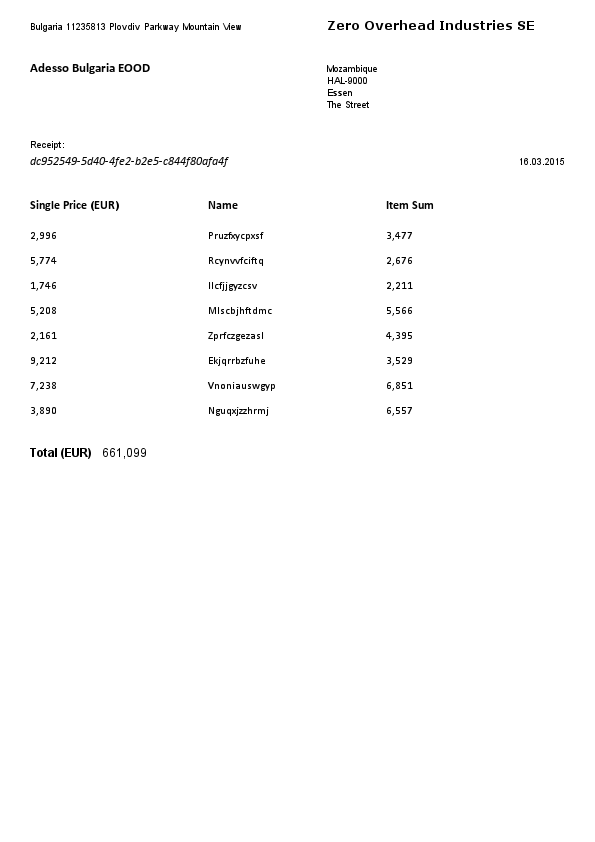 Bulgaria 11235813 Plovdiv Parkway Mountain View
Zero Overhead Industries SE
Adesso Bulgaria EOOD
Mozambique
HAL-9000
Essen
The Street
Receipt:
dc952549-5d40-4fe2-b2e5-c844f80afa4f
16.03.2015
Single Price (EUR) Name Item Sum
2,996 Pruzfxycpxsf 3,477
5,774 Rcynvvfciftq 2,676
1,746 Ilcfjjgyzcsv 2,211
5,208 Mlscbjhftdmc 5,566
2,161 Zprfczgezasl 4,395
9,212 Ekjqrrbzfuhe 3,529
7,238 Vnoniauswgyp 6,851
3,890 Nguqxjzzhrmj 6,557
Total (EUR) 661,099